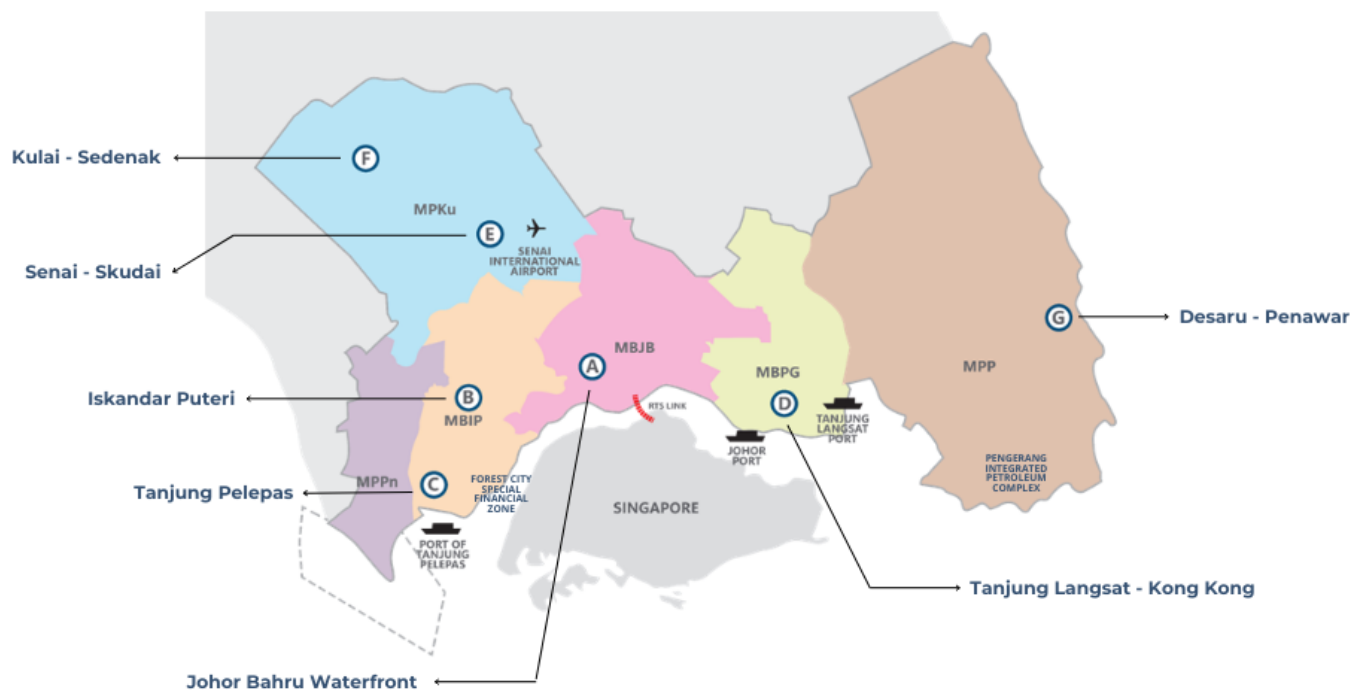 F
Kulai - Sedenak
MPKu
E
SENAI
INTERNATIONAL
AIRPORT
Senai - Skudai
G
Desaru - Penawar
MBJB
A
MPP
MBPG
D
B
Iskandar Puteri
MBIP
RTS LINK
TANJUNG
LANGSAT
PORT
JOHOR
PORT
PENGERANG
INTEGRATED
PETROLEUM
COMPLEX
MPPn
C
Tanjung Pelepas
FOREST CITY
SPECIAL
FINANCIAL
ZONE
SINGAPORE
PORT OF
TANJUNG
PELEPAS
Tanjung Langsat - Kong Kong
Johor Bahru Waterfront